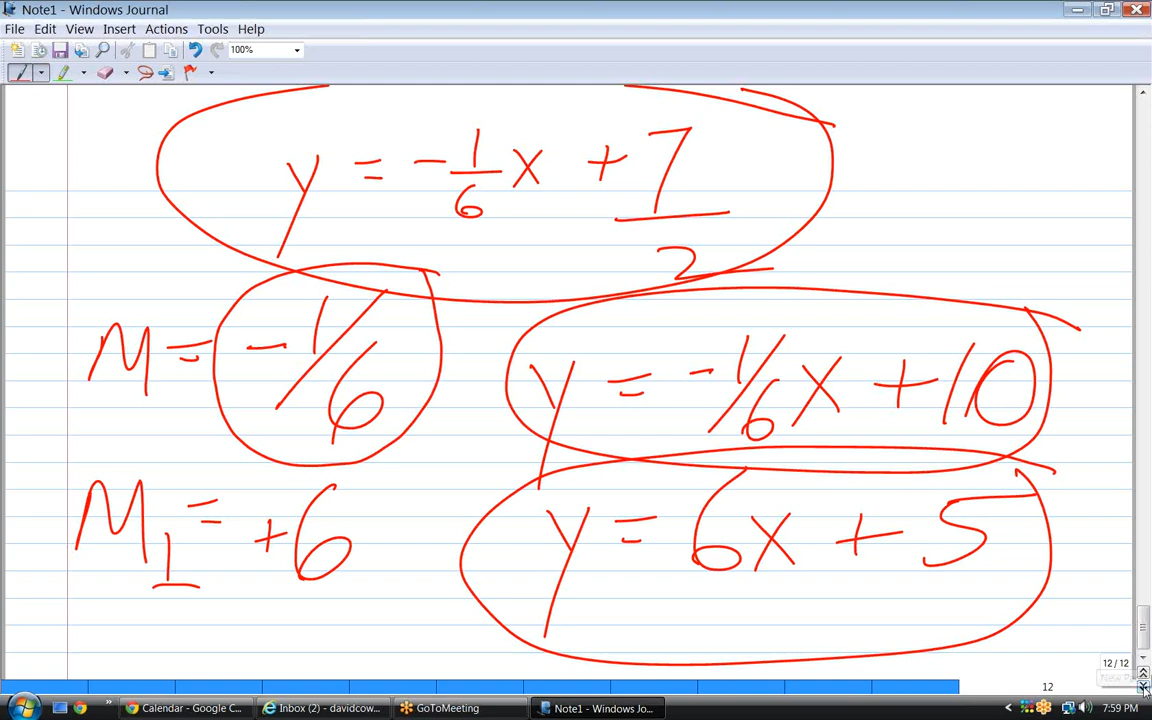 Note1 - Windows Journal
File Edit View Insert Actions Tools Help
100%
y = -1/6 x + 7/2
M = -1/6
y = -1/6 x + 10
M⊥ = +6
y = 6x + 5
12 / 12
12
Calendar - Google C...
Inbox (2) - davidcow...
GoToMeeting
Note1 - Windows Jo...
7:59 PM